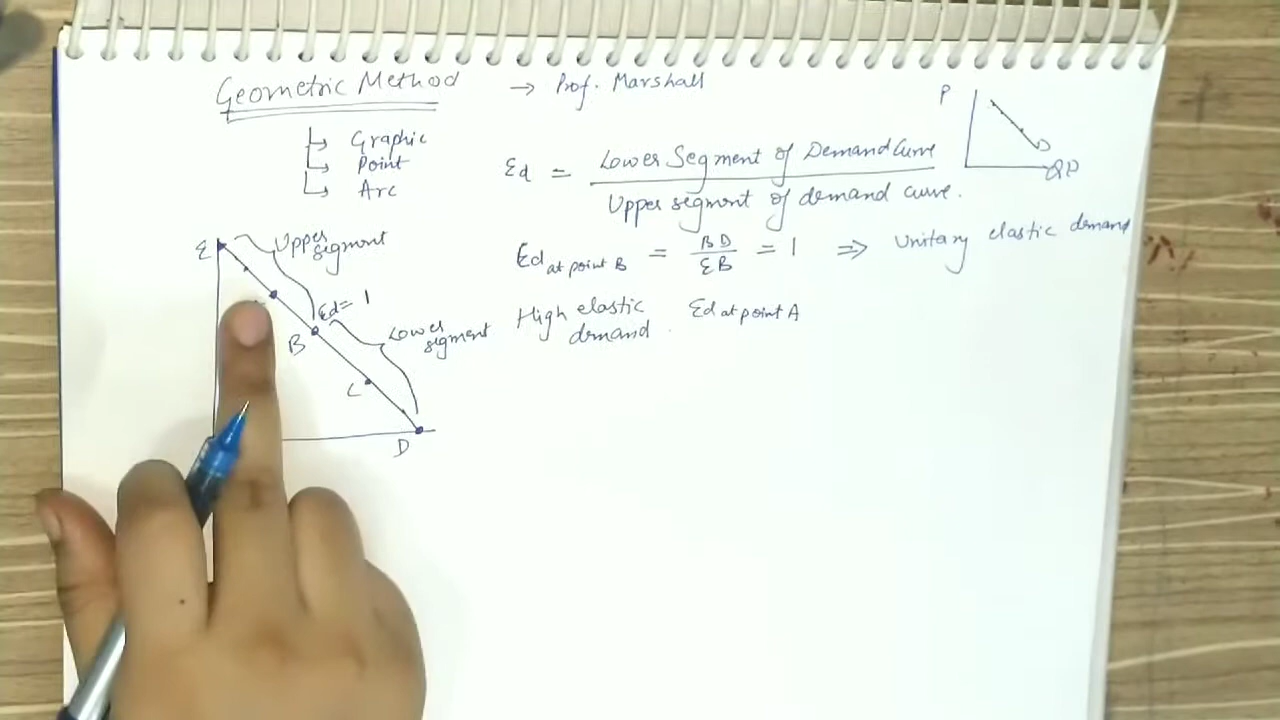 Geometric Method → Prof. Marshall
Graphic
Point
Arc
Ed = Lower Segment of Demand Curve
Upper segment of demand curve.
P
QD
E
Upper segment
Ed = 1
B
Lower segment
C
D
Ed at point B = BD / EB = 1 ⇒ Unitary elastic demand
High elastic demand. Ed at point A